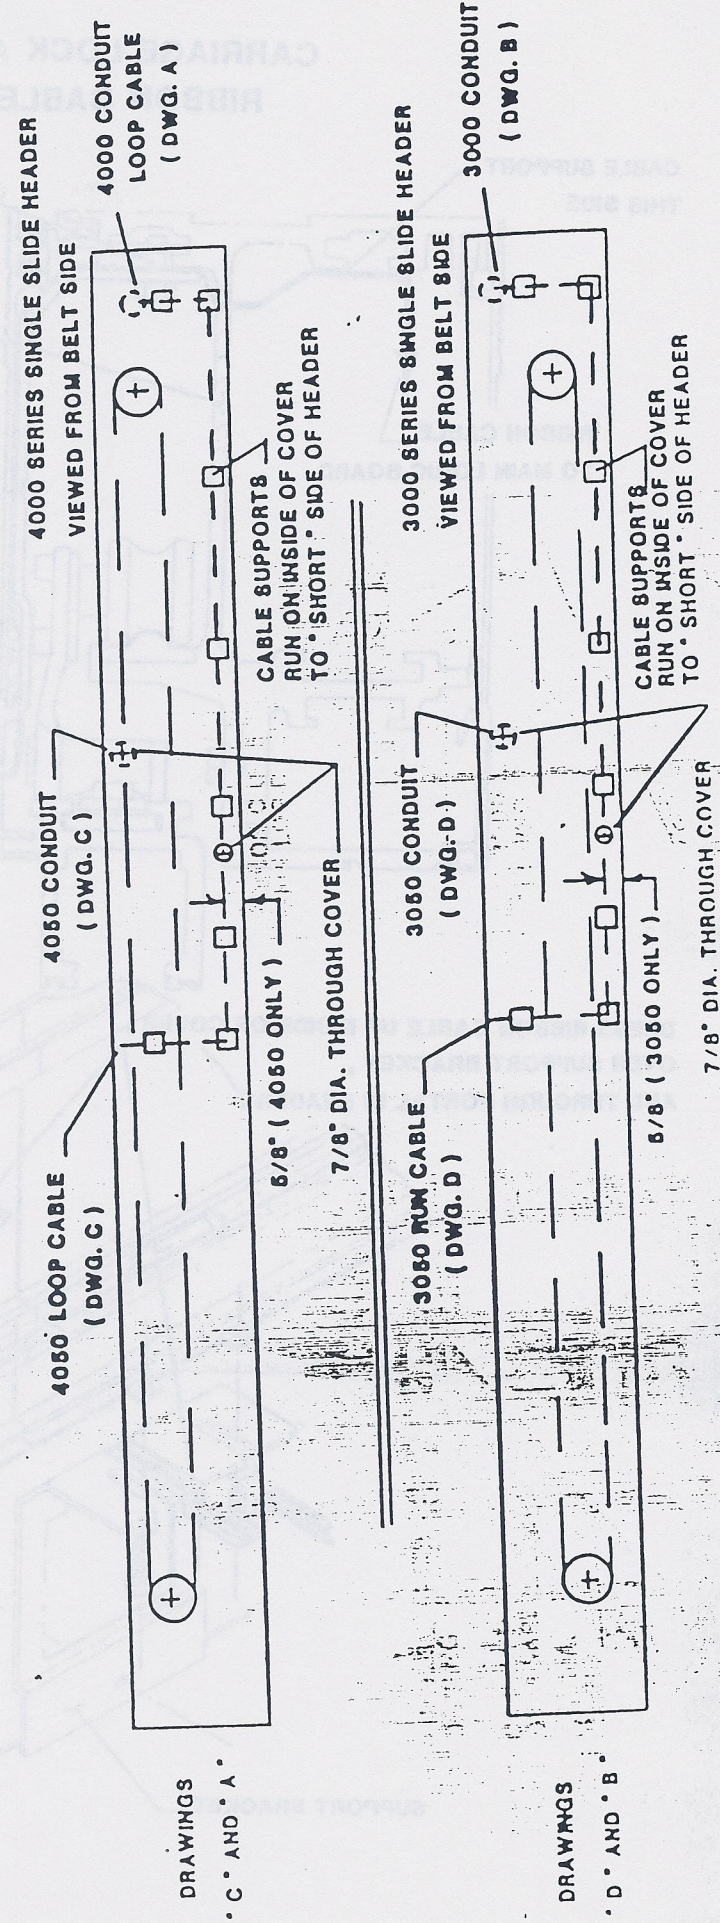 4000 SERIES SINGLE SLIDE HEADER
VIEWED FROM BELT SIDE
4000 CONDUIT
LOOP CABLE
(DWG. A)
4050 CONDUIT
(DWG. C)
4050 LOOP CABLE
(DWG. C)
CABLE SUPPORTS
RUN ON INSIDE OF COVER
TO "SHORT" SIDE OF HEADER
5/8" (4050 ONLY)
7/8" DIA. THROUGH COVER
DRAWINGS
"C" AND "A"
3000 SERIES SINGLE SLIDE HEADER
VIEWED FROM BELT SIDE
3000 CONDUIT
(DWG. B)
3050 CONDUIT
(DWG. D)
3050 RUN CABLE
(DWG. D)
CABLE SUPPORTS
RUN ON INSIDE OF COVER
TO "SHORT" SIDE OF HEADER
5/8" (3050 ONLY)
7/8" DIA. THROUGH COVER
DRAWINGS
"D" AND "B"